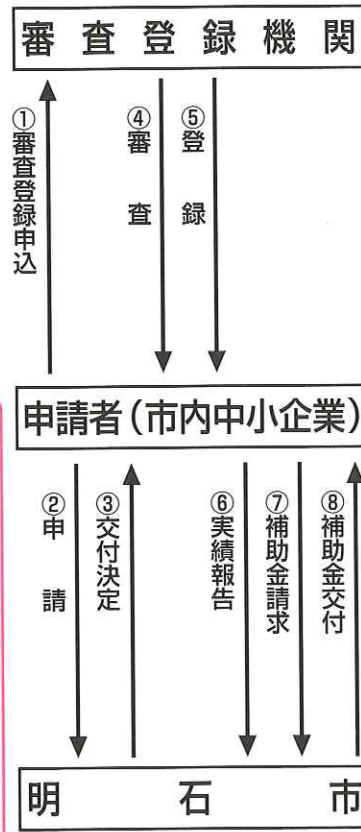 審査登録機関
①審査登録申込
④審査
⑤登録
申請者(市内中小企業)
②申請
③交付決定
⑥実績報告
⑦補助金請求
⑧補助金交付
明石市